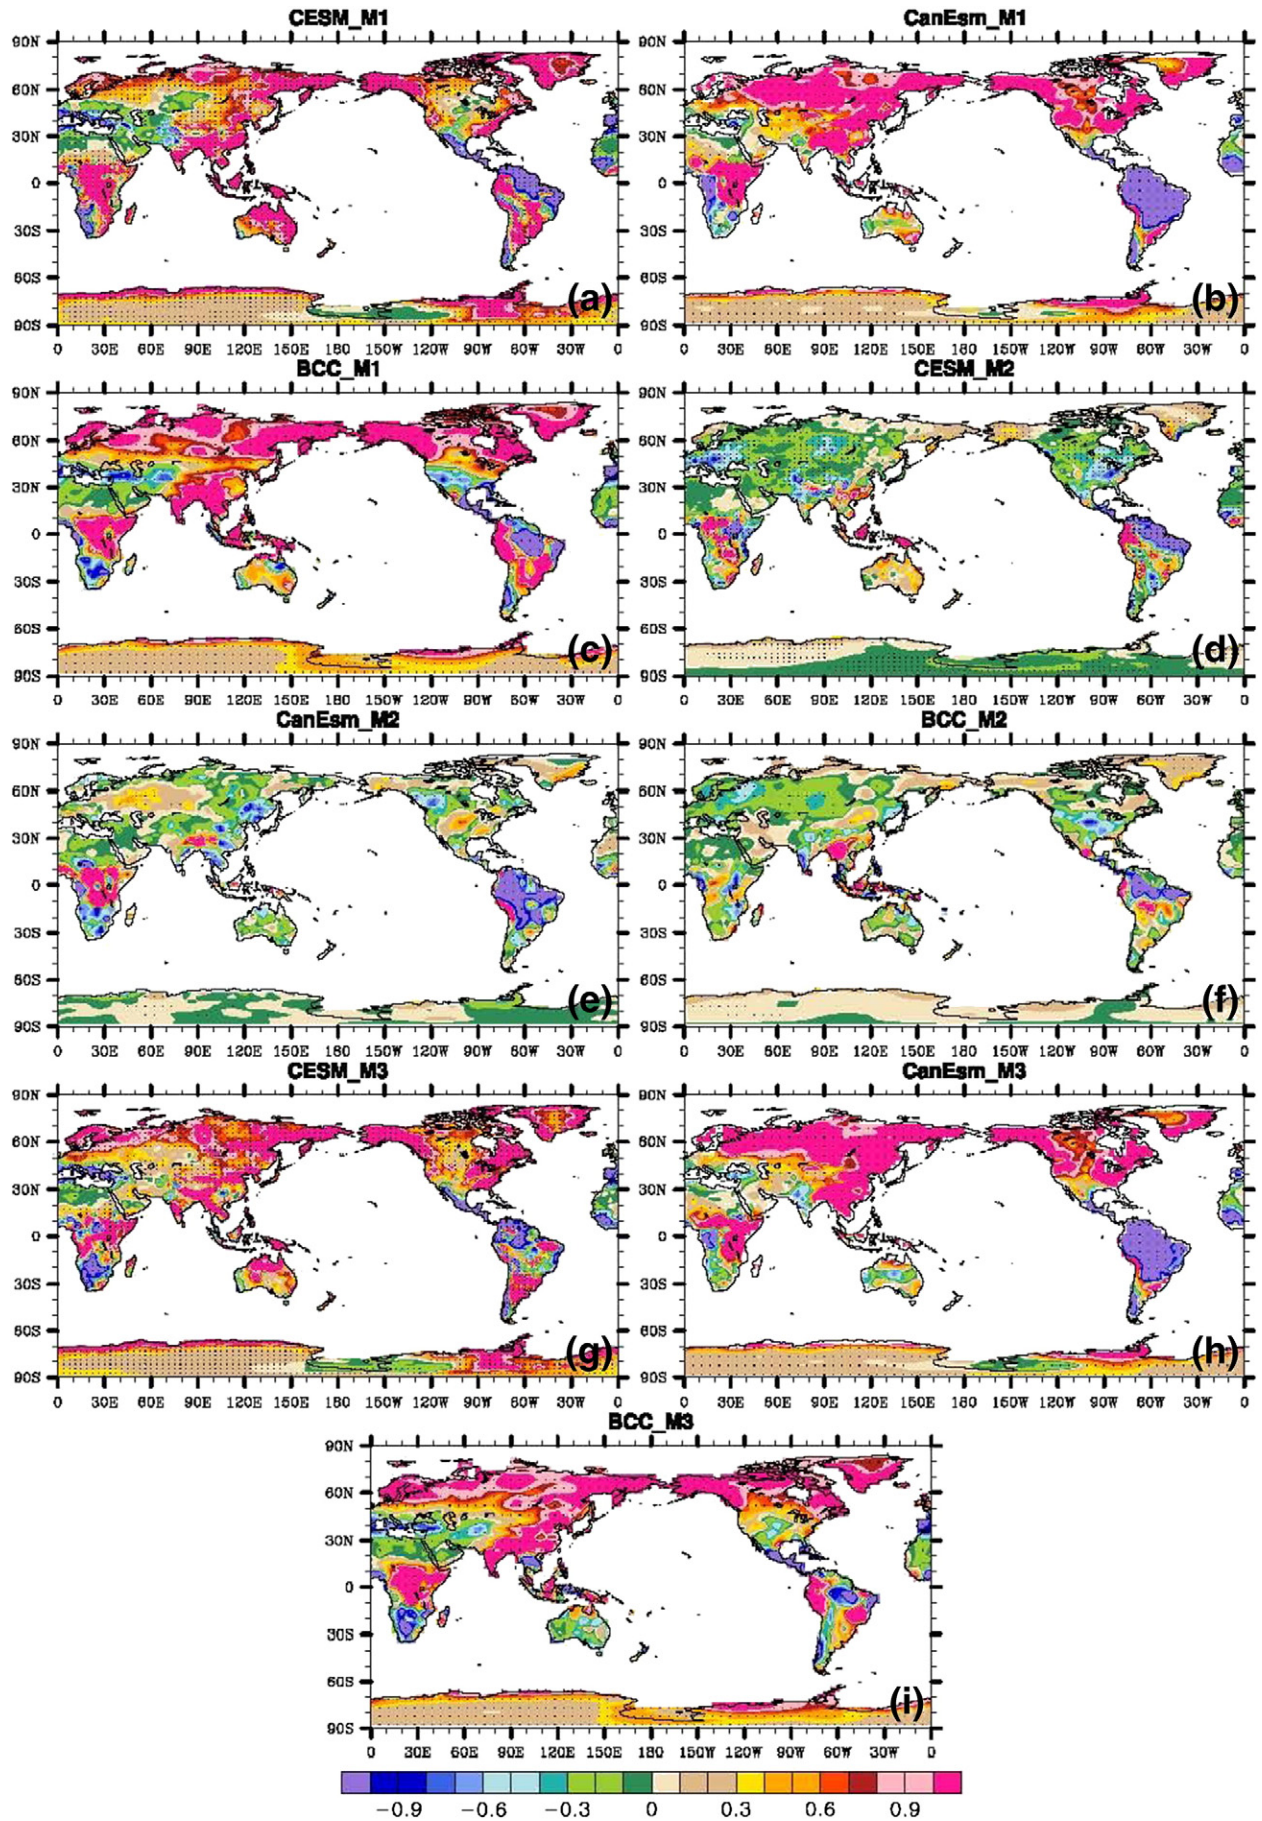 CESM_M1 CanEsm_M1
90N 90N
60N 60N
30N 30N
0 0
30S 30S
60S 60S
90S (a) 90S (b)
0 30E 60E 90E 120E 150E 180 150W 120W 90W 60W 30W 0 0 30E 60E 90E 120E 150E 180 150W 120W 90W 60W 30W 0
BCC_M1 CESM_M2
90N 90N
60N 60N
30N 30N
0 0
30S 30S
60S 60S
90S (c) 90S (d)
0 30E 60E 90E 120E 150E 180 150W 120W 90W 60W 30W 0 0 30E 60E 90E 120E 150E 180 150W 120W 90W 60W 30W 0
CanEsm_M2 BCC_M2
90N 90N
60N 60N
30N 30N
0 0
30S 30S
60S 60S
90S (e) 90S (f)
0 30E 60E 90E 120E 150E 180 150W 120W 90W 60W 30W 0 0 30E 60E 90E 120E 150E 180 150W 120W 90W 60W 30W 0
CESM_M3 CanEsm_M3
90N 90N
60N 60N
30N 30N
0 0
30S 30S
60S 60S
90S (g) 90S (h)
0 30E 60E 90E 120E 150E 180 150W 120W 90W 60W 30W 0 0 30E 60E 90E 120E 150E 180 150W 120W 90W 60W 30W 0
BCC_M3
90N
60N
30N
0
30S
60S
90S (i)
0 30E 60E 90E 120E 150E 180 150W 120W 90W 60W 30W 0
−0.9 −0.6 −0.3 0 0.3 0.6 0.9